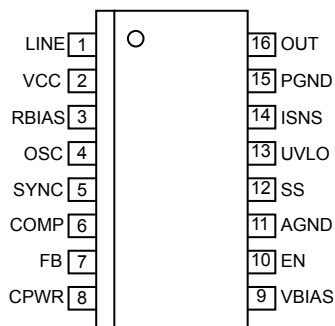 LINE 1 16 OUT
VCC 2 15 PGND
RBIAS 3 14 ISNS
OSC 4 13 UVLO
SYNC 5 12 SS
COMP 6 11 AGND
FB 7 10 EN
CPWR 8 9 VBIAS